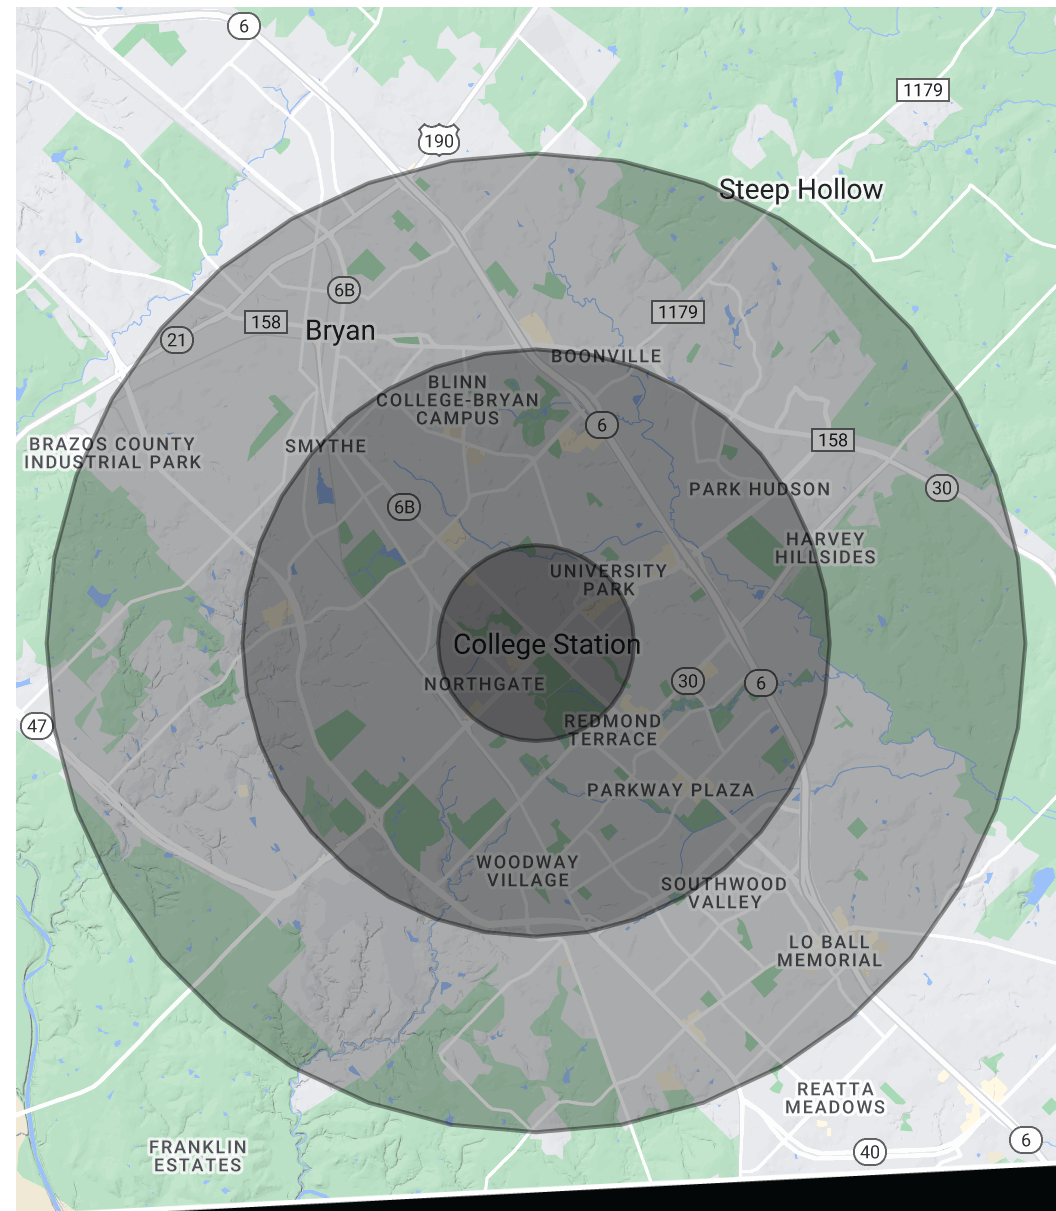 6
1179
190
Steep Hollow
6B
158
1179
Bryan
21
BOONVILLE
BLINN
COLLEGE-BRYAN
CAMPUS
6
158
BRAZOS COUNTY
INDUSTRIAL PARK
SMYTHE
PARK HUDSON
30
6B
HARVEY
HILLSIDES
UNIVERSITY
PARK
College Station
NORTHGATE
30
6
47
REDMOND
TERRACE
PARKWAY PLAZA
WOODWAY
VILLAGE
SOUTHWOOD
VALLEY
LO BALL
MEMORIAL
REATTA
MEADOWS
FRANKLIN
ESTATES
40
6